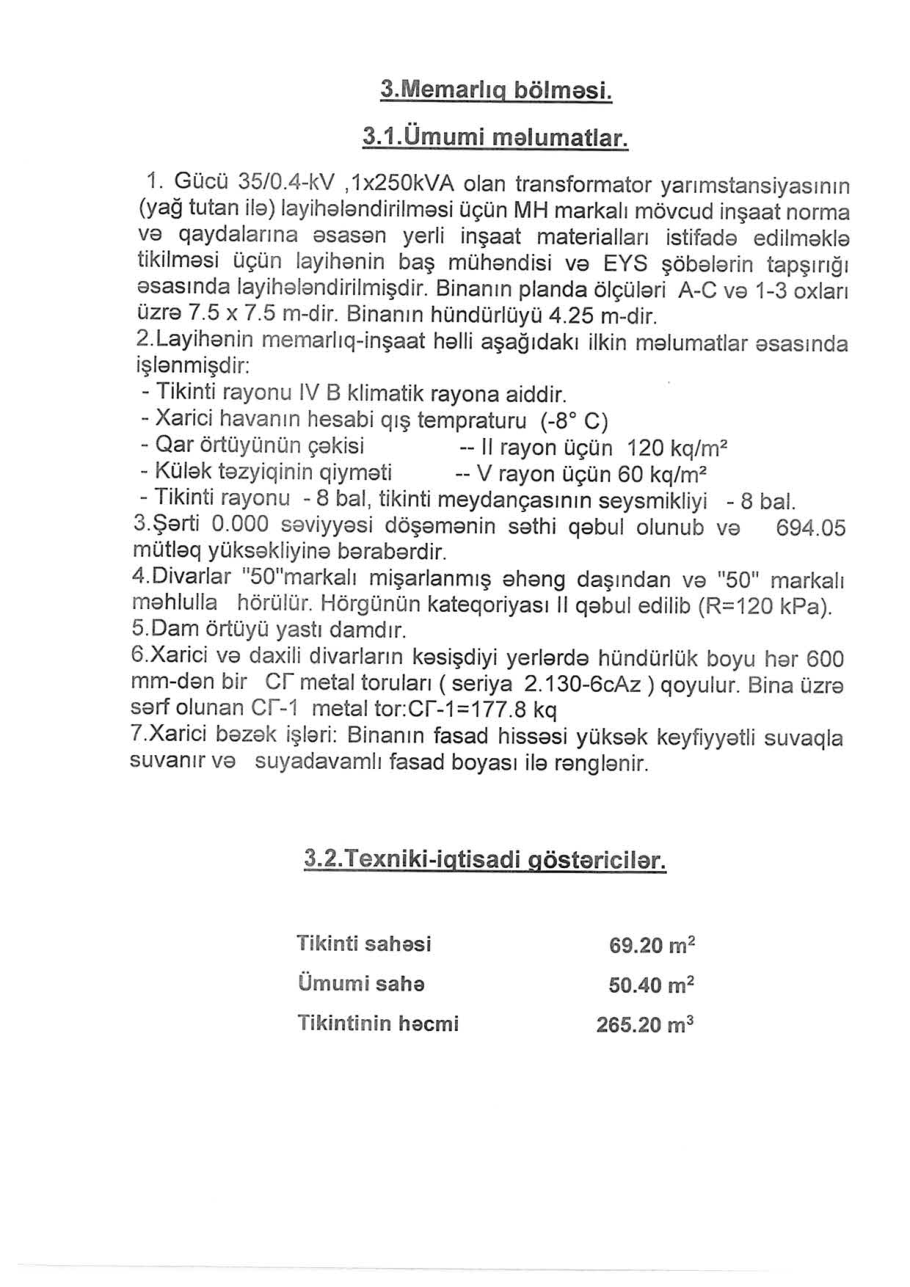 3.Memarlıq bölməsi.
3.1.Ümumi məlumatlar.
1. Gücü 35/0.4-kV ,1x250kVA olan transformator yarımstansiyasının
(yağ tutan ilə) layihələndirilməsi üçün MH markalı mövcud inşaat norma
və qaydalarına əsasən yerli inşaat materialları istifadə edilməklə
tikilməsi üçün layihənin baş mühəndisi və EYS şöbələrin tapşırığı
əsasında layihələndirilmişdir. Binanın planda ölçüləri A-C və 1-3 oxları
üzrə 7.5 x 7.5 m-dir. Binanın hündürlüyü 4.25 m-dir.
2.Layihənin memarlıq-inşaat həlli aşağıdakı ilkin məlumatlar əsasında
işlənmişdir:
- Tikinti rayonu IV B klimatik rayona aiddir.
- Xarici havanın hesabi qış tempraturu (-8° C)
- Qar örtüyünün çəkisi -- II rayon üçün 120 kq/m²
- Külək təzyiqinin qiyməti -- V rayon üçün 60 kq/m²
- Tikinti rayonu - 8 bal, tikinti meydançasının seysmikliyi - 8 bal.
3.Şərti 0.000 səviyyəsi döşəmənin səthi qəbul olunub və 694.05
mütləq yüksəkliyinə bərabərdir.
4.Divarlar "50"markalı mişarlanmış əhəng daşından və "50" markalı
məhlulla hörülür. Hörgünün kateqoriyası II qəbul edilib (R=120 kPa).
5.Dam örtüyü yastı damdır.
6.Xarici və daxili divarların kəsişdiyi yerlərdə hündürlük boyu hər 600
mm-dən bir СГ metal torları ( seriya 2.130-6cAz ) qoyulur. Bina üzrə
sərf olunan СГ-1 metal tor:СГ-1=177.8 kq
7.Xarici bəzək işləri: Binanın fasad hissəsi yüksək keyfiyyətli suvaqla
suvanır və suyadavamlı fasad boyası ilə rənglənir.
3.2.Texniki-iqtisadi göstəricilər.
Tikinti sahəsi 69.20 m²
Ümumi sahə 50.40 m²
Tikintinin həcmi 265.20 m³